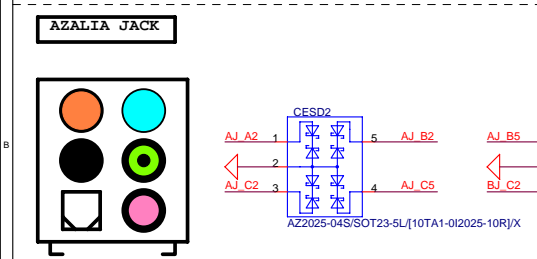 AZALIA JACK
B
CESD2
AJ_A2 1 5 AJ_B2 AJ_B5
2
AJ_C2 3 4 AJ_C5 BJ_C2
AZ2025-04S/SOT23-5L/[10TA1-0I2025-10R]/X